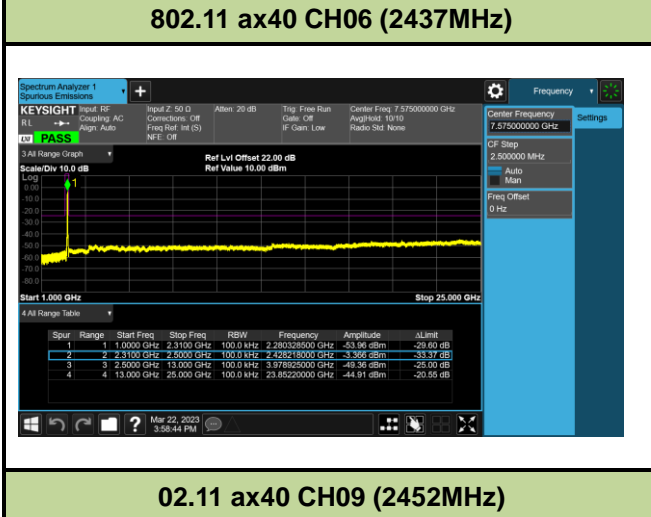 802.11 ax40 CH06 (2437MHz)
Spectrum Analyzer 1
Spurious Emissions
Frequency
KEYSIGHT
RL
PASS
Input: RF
Coupling: AC
Align: Auto
Input Z: 50 Ω
Corrections: Off
Freq Ref: Int (S)
NFE: Off
Atten: 20 dB
Trig: Free Run
Gate: Off
IF Gain: Low
Center Freq: 7.575000000 GHz
Avg|Hold: 10/10
Radio Std: None
Center Frequency
7.575000000 GHz
Settings
CF Step
2.500000 MHz
Auto
Man
Freq Offset
0 Hz
3 All Range Graph
Scale/Div 10.0 dB
Ref Lvl Offset 22.00 dB
Ref Value 10.00 dBm
Log
1
0.00
-10.0
-20.0
-30.0
-40.0
-50.0
-60.0
-70.0
-80.0
Start 1.000 GHz
Stop 25.000 GHz
4 All Range Table
Spur Range Start Freq Stop Freq RBW Frequency Amplitude ΔLimit
1 1 1.0000 GHz 2.3100 GHz 100.0 kHz 2.280328500 GHz -53.96 dBm -29.60 dB
2 2 2.3100 GHz 2.5000 GHz 100.0 kHz 2.428218000 GHz -3.366 dBm -33.37 dB
3 3 2.5000 GHz 13.000 GHz 100.0 kHz 3.978925000 GHz -49.36 dBm -25.00 dB
4 4 13.000 GHz 25.000 GHz 100.0 kHz 23.85220000 GHz -44.91 dBm -20.55 dB
?
Mar 22, 2023
3:58:44 PM
02.11 ax40 CH09 (2452MHz)